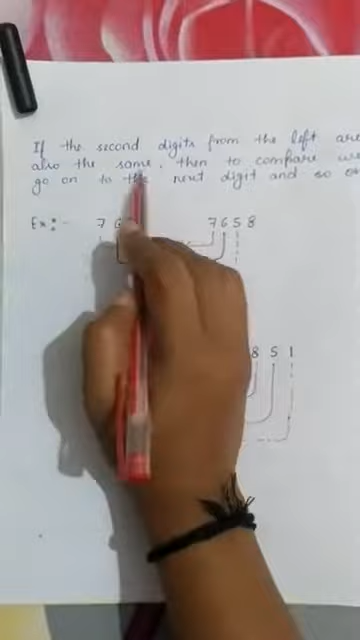 If the second digits from the left are
also the same, then to compare we
go on to the next digit and so on
Ex:- 7 6 7658
8 5 1